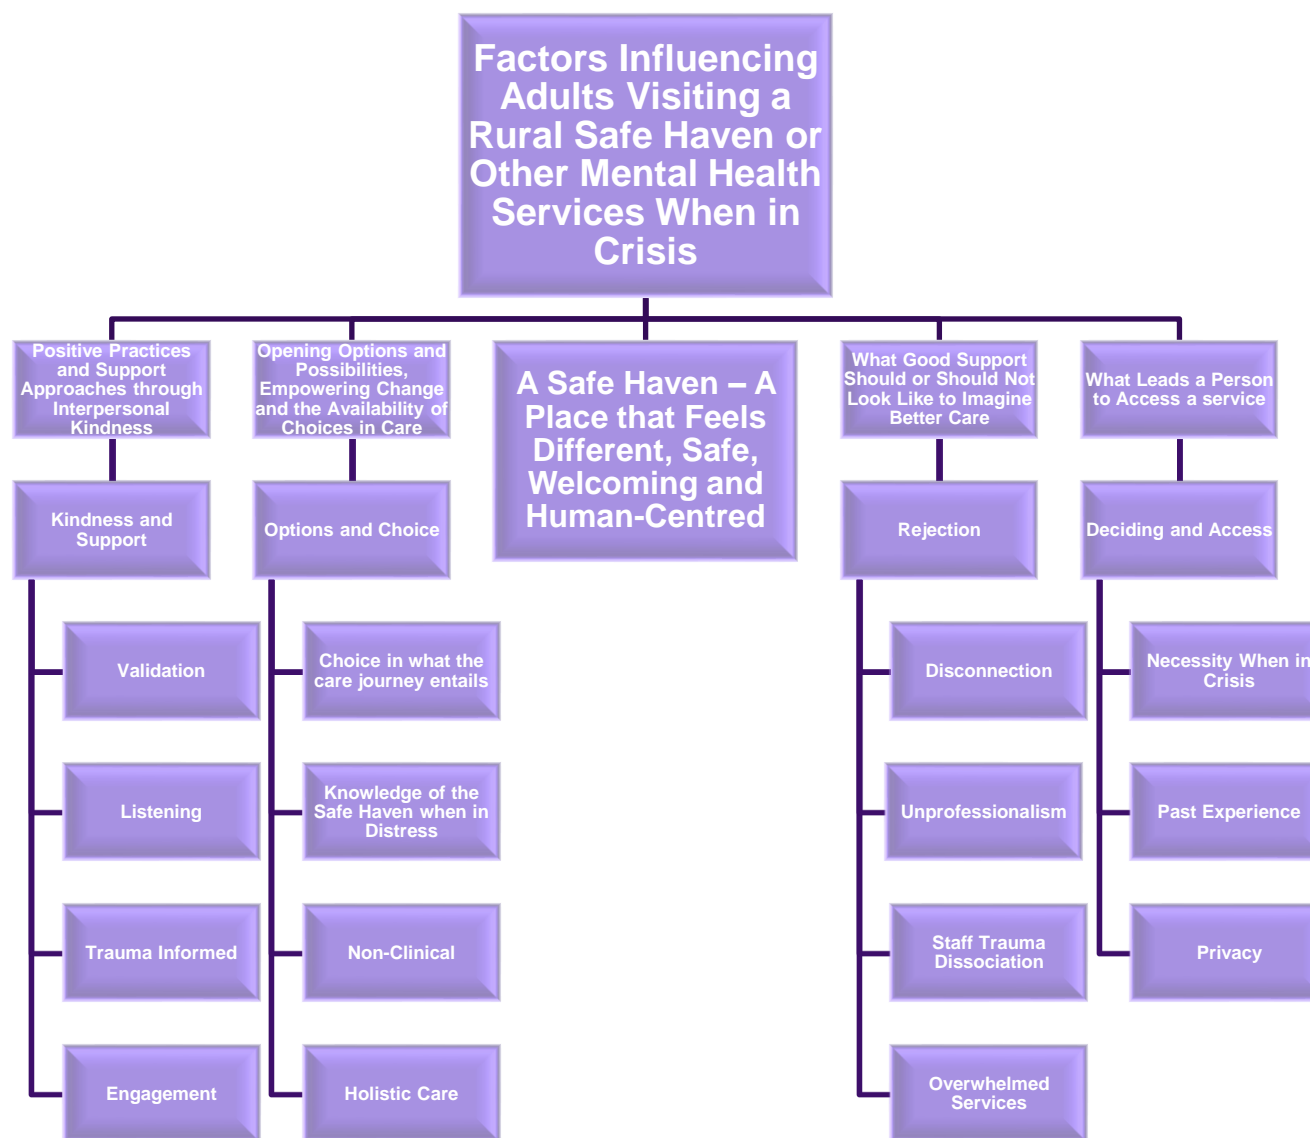 Factors Influencing
Adults Visiting a
Rural Safe Haven or
Other Mental Health
Services When in
Crisis
Positive Practices
and Support
Approaches through
Interpersonal
Kindness
Opening Options and
Possibilities,
Empowering Change
and the Availability of
Choices in Care
A Safe Haven – A
Place that Feels
Different, Safe,
Welcoming and
Human-Centred
What Good Support
Should or Should Not
Look Like to Imagine
Better Care
What Leads a Person
to Access a service
Kindness and
Support
Options and Choice
Rejection
Deciding and Access
Validation
Choice in what the
care journey entails
Disconnection
Necessity When in
Crisis
Listening
Knowledge of the
Safe Haven when in
Distress
Unprofessionalism
Past Experience
Trauma Informed
Non-Clinical
Staff Trauma
Dissociation
Privacy
Engagement
Holistic Care
Overwhelmed
Services